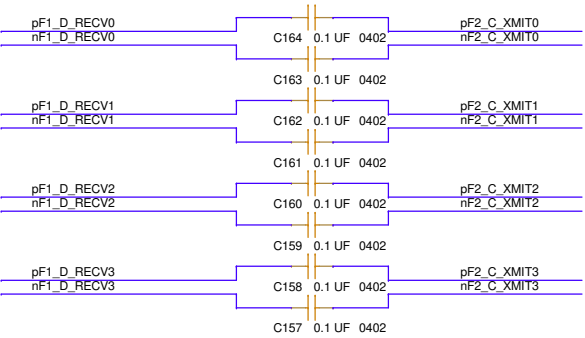 pF1_D_RECV0 pF2_C_XMIT0
nF1_D_RECV0 C164 0.1 UF 0402 nF2_C_XMIT0
C163 0.1 UF 0402
pF1_D_RECV1 pF2_C_XMIT1
nF1_D_RECV1 C162 0.1 UF 0402 nF2_C_XMIT1
C161 0.1 UF 0402
pF1_D_RECV2 pF2_C_XMIT2
nF1_D_RECV2 C160 0.1 UF 0402 nF2_C_XMIT2
C159 0.1 UF 0402
pF1_D_RECV3 pF2_C_XMIT3
nF1_D_RECV3 C158 0.1 UF 0402 nF2_C_XMIT3
C157 0.1 UF 0402